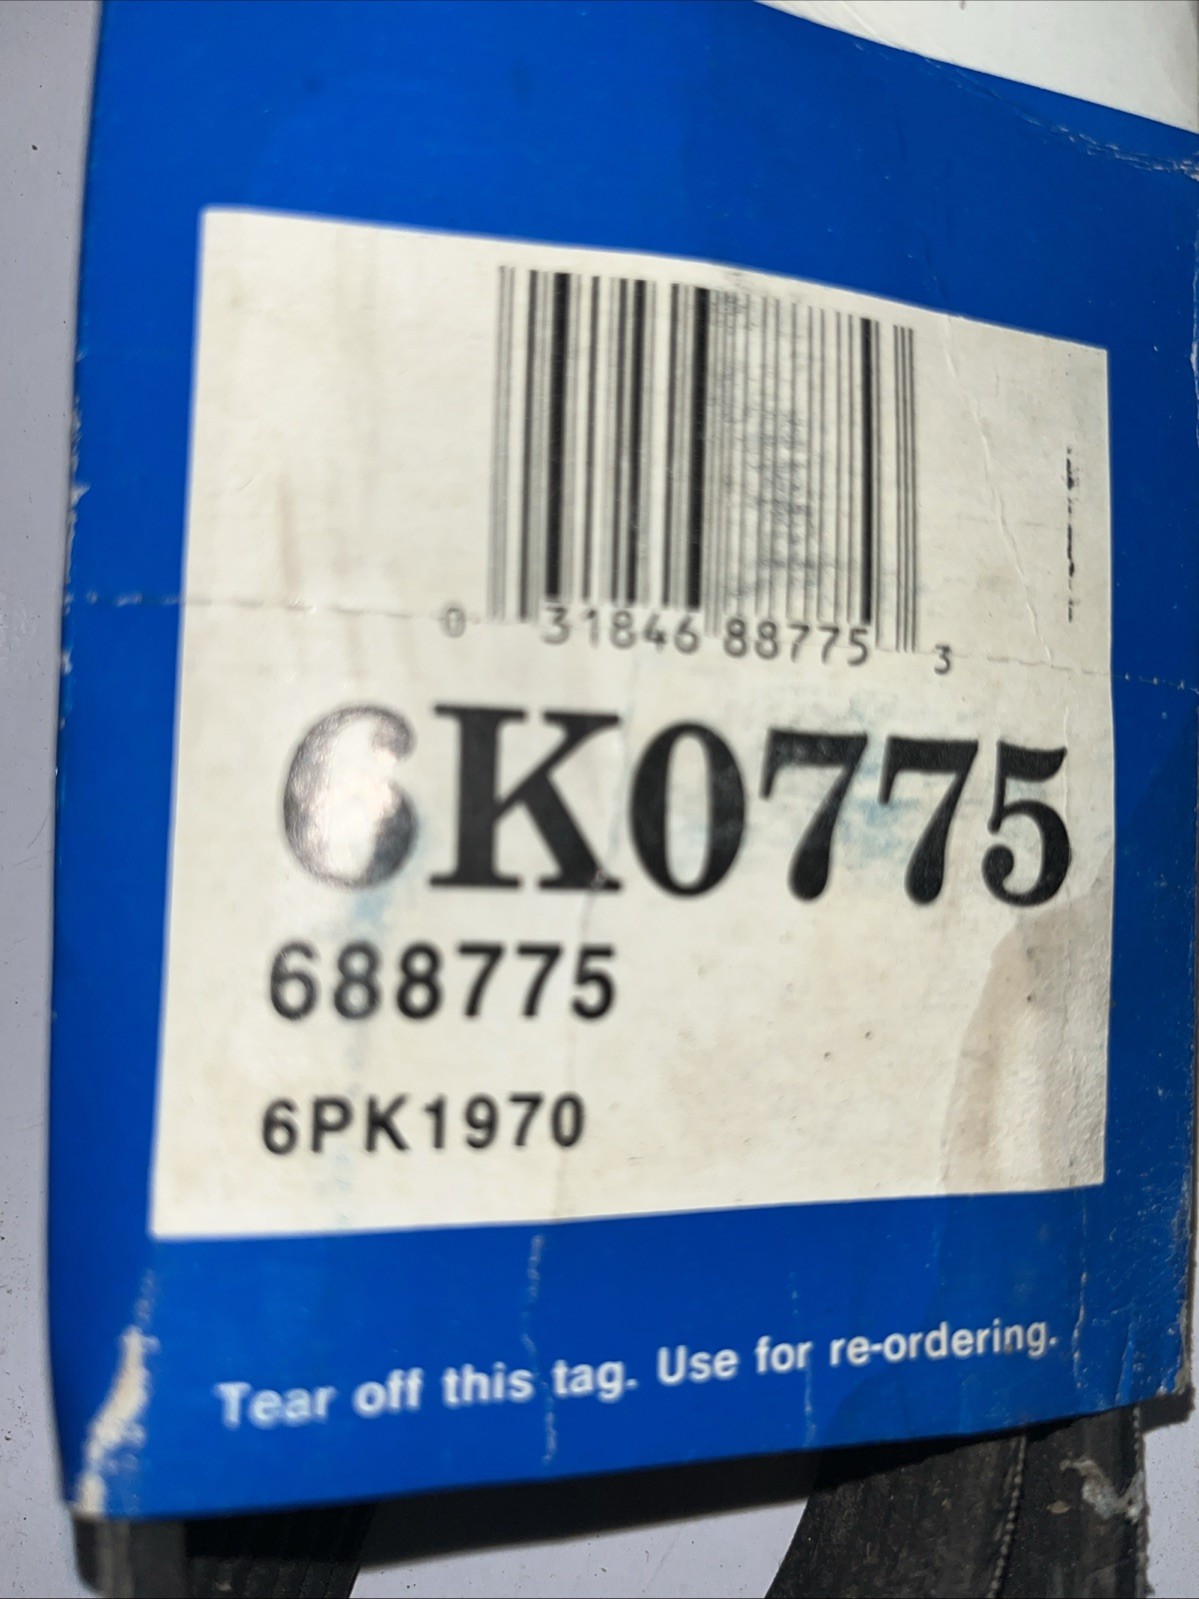 0 31846 88775 3
6K0775
688775
6PK1970
Tear off this tag. Use for re-ordering.